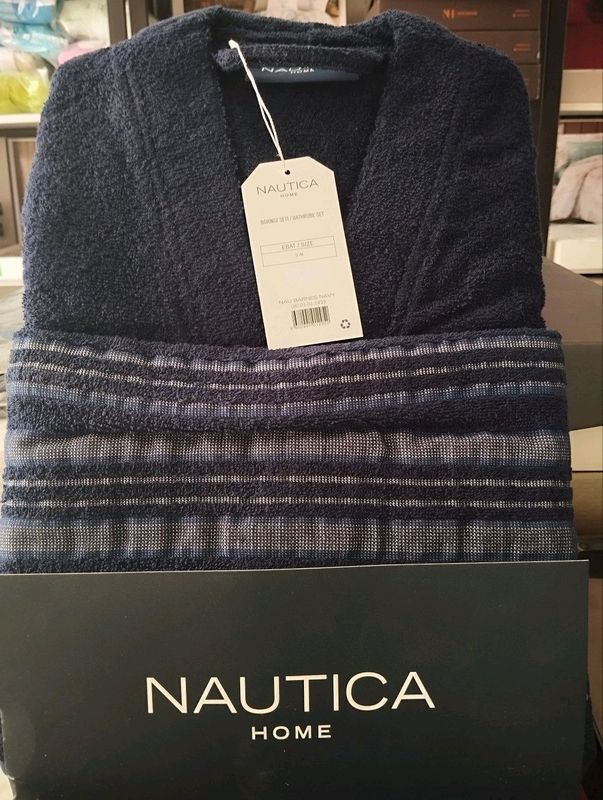 NAUTICA
HOME
NAUTICA
HOME
BORNOZ SETİ / BATHROBE SET
EBAT / SIZE
S-M
NAU BARNES NAVY
NAUTICA
HOME